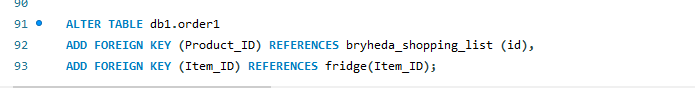 90
91 ALTER TABLE db1.order1
92 ADD FOREIGN KEY (Product_ID) REFERENCES bryheda_shopping_list (id),
93 ADD FOREIGN KEY (Item_ID) REFERENCES fridge(Item_ID);